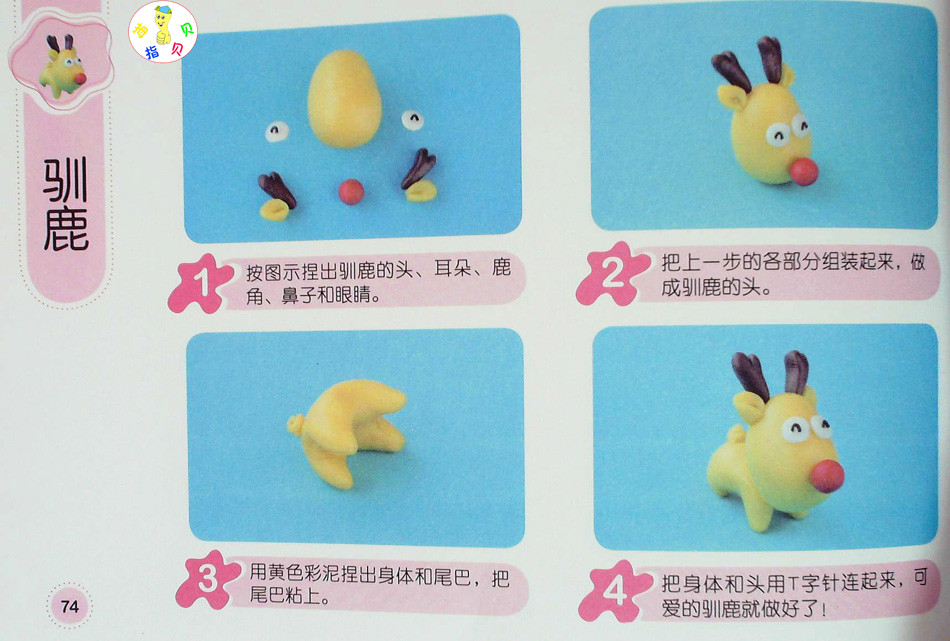 指贝贝
驯鹿
1
按图示捏出驯鹿的头、耳朵、鹿
角、鼻子和眼睛。
2
把上一步的各部分组装起来，做
成驯鹿的头。
3
用黄色彩泥捏出身体和尾巴，把
尾巴粘上。
4
把身体和头用T字针连起来，可
爱的驯鹿就做好了！
74